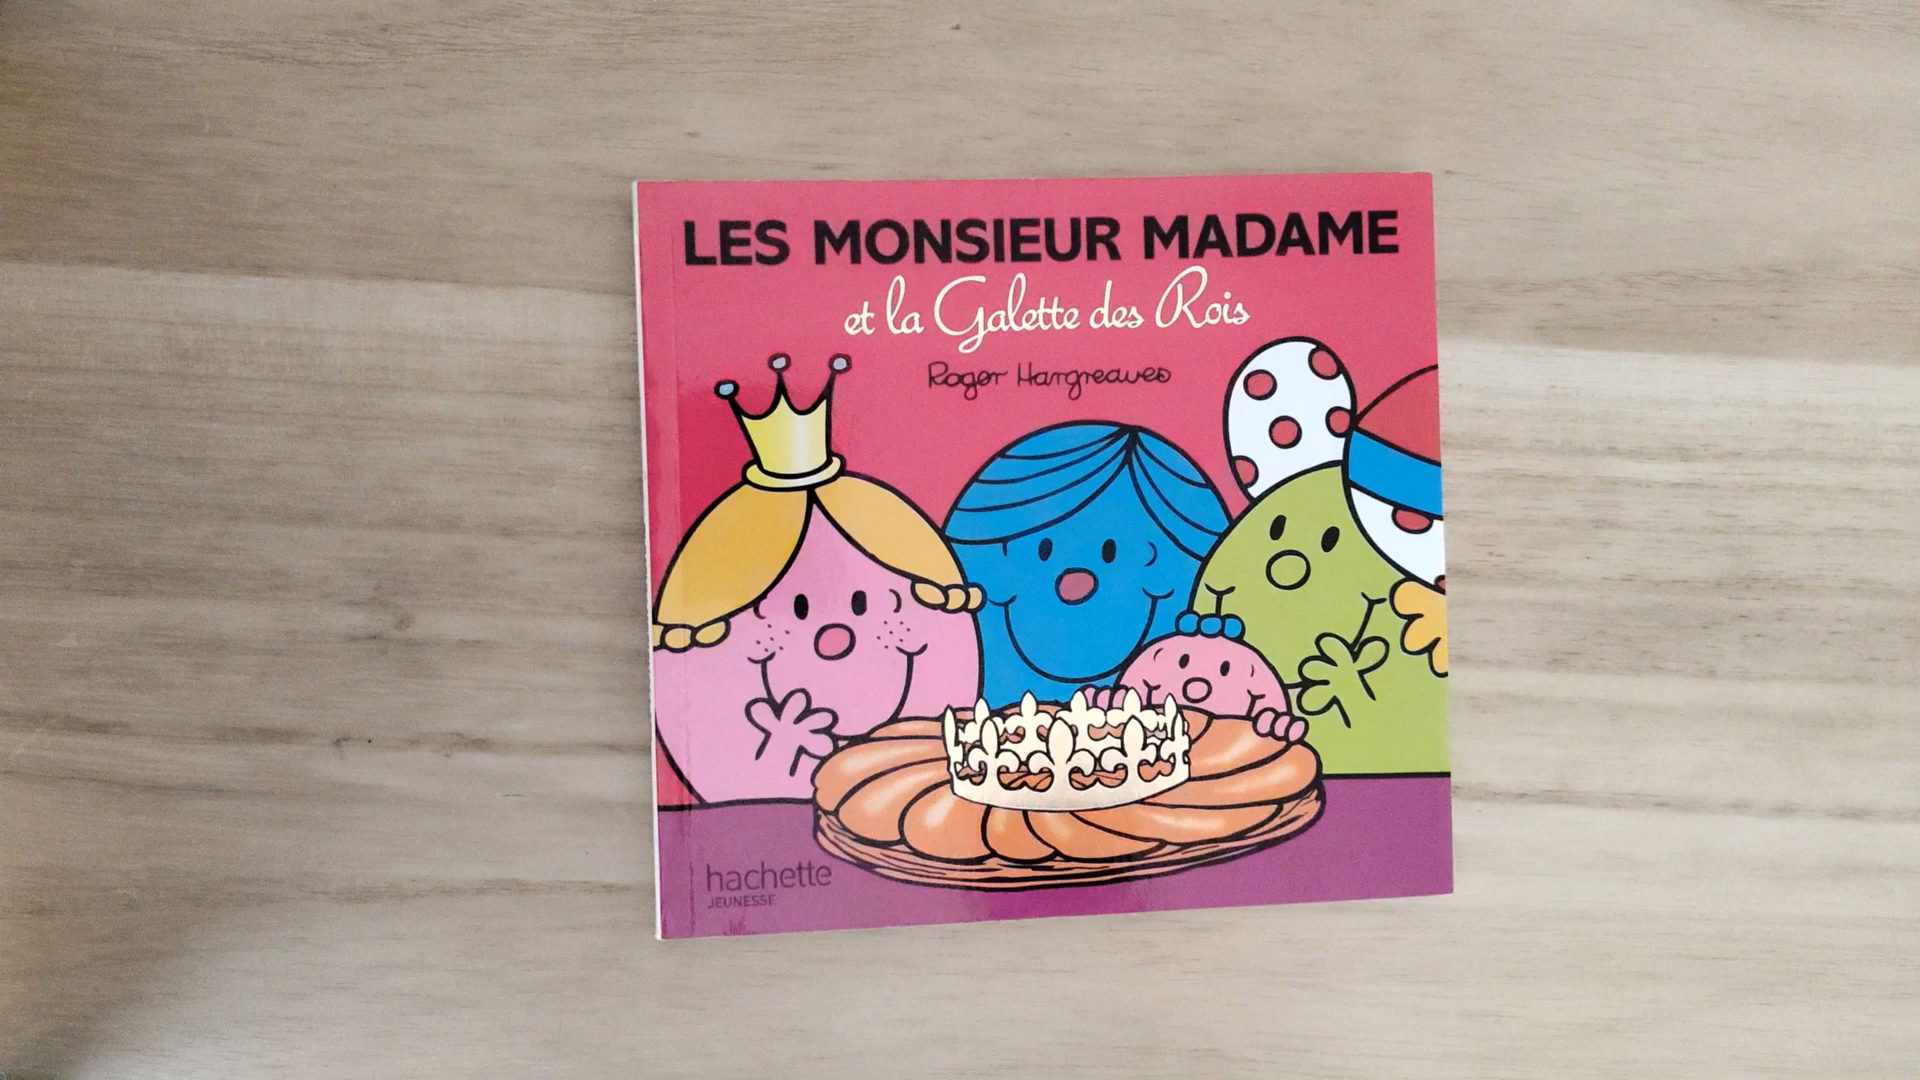 LES MONSIEUR MADAME
et la Galette des Rois
Roger Hargreaves
hachette
JEUNESSE